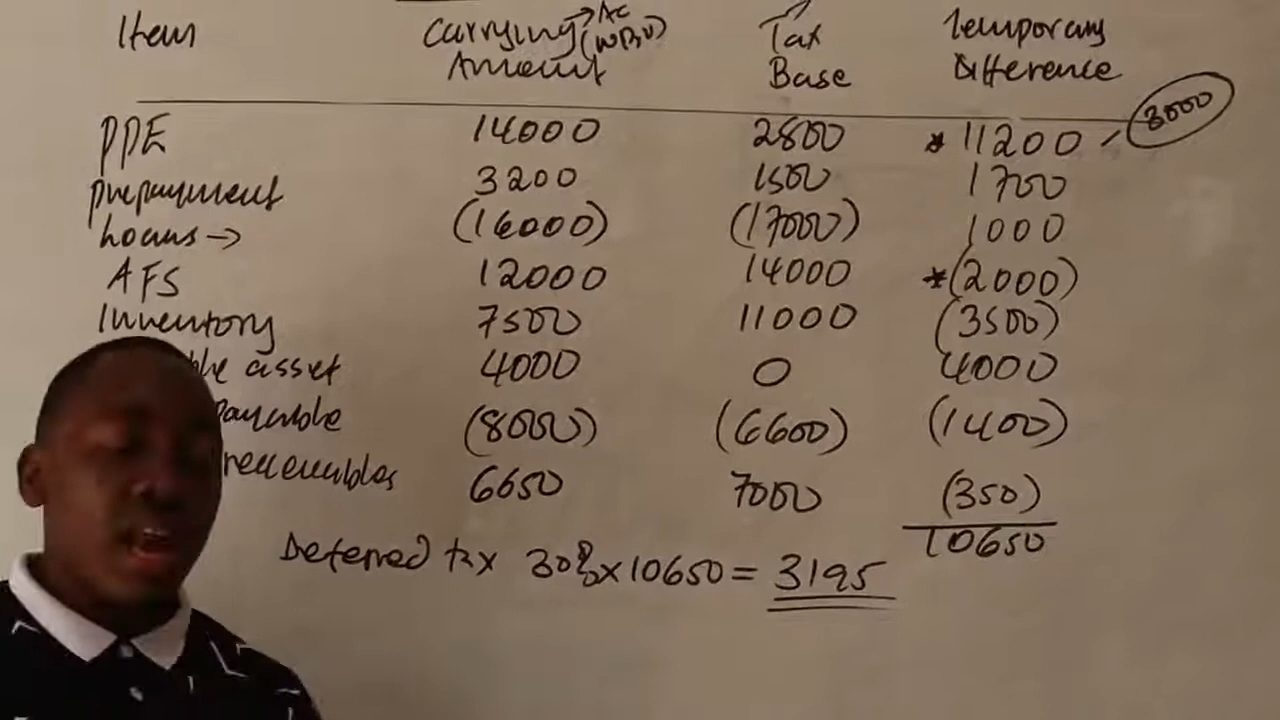 Item Carrying → AC Tax Temporary
Amount (WDV) Base Difference
PPE 14000 2800 * 11200 3000
prepayment 3200 1500 1700
Loans → (16000) (17000) 1000
AFS 12000 14000 *(2000)
Inventory 7500 11000 (3500)
asset 4000 0 4000
payable (8000) (6600) (1400)
receivables 6650 7000 (350)
10650
Deferred tax 30% x 10650 = 3195